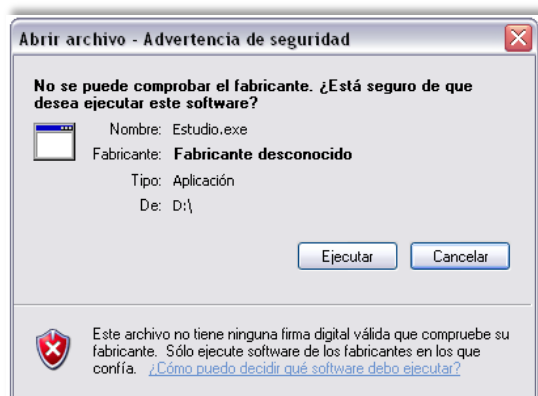 Abrir archivo - Advertencia de seguridad
No se puede comprobar el fabricante. ¿Está seguro de que
desea ejecutar este software?
Nombre: Estudio.exe
Fabricante: Fabricante desconocido
Tipo: Aplicación
De: D:\
Ejecutar Cancelar
Este archivo no tiene ninguna firma digital válida que compruebe su
fabricante. Sólo ejecute software de los fabricantes en los que
confía. ¿Cómo puedo decidir qué software debo ejecutar?